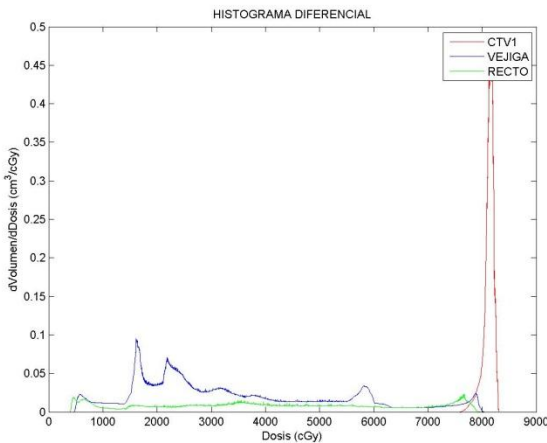 HISTOGRAMA DIFERENCIAL
CTV1
VEJIGA
RECTO
dVolumen/dDosis (cm³/cGy)
0.5
0.45
0.4
0.35
0.3
0.25
0.2
0.15
0.1
0.05
0
0 1000 2000 3000 4000 5000 6000 7000 8000 9000
Dosis (cGy)